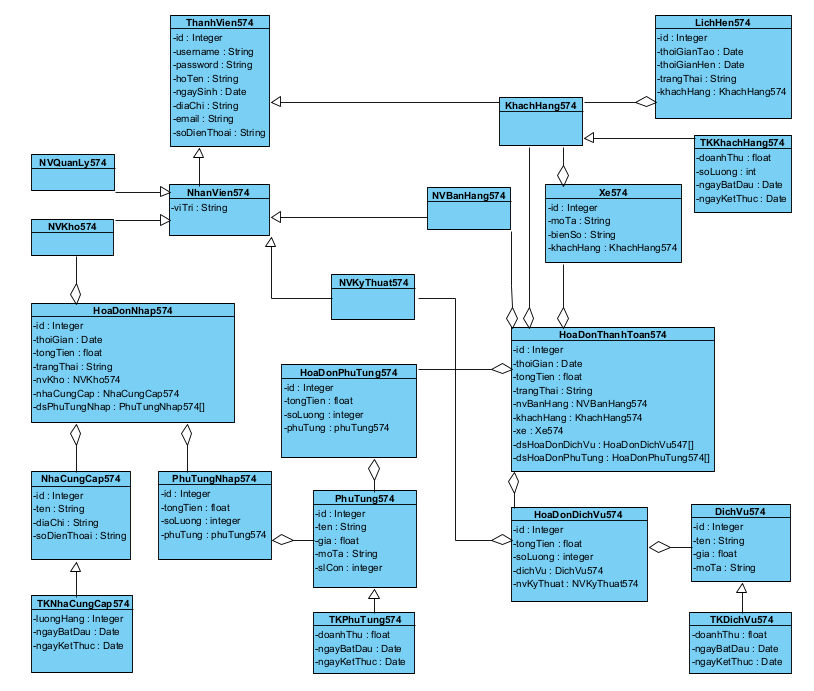 ThanhVien574
-id : Integer
-username : String
-password : String
-hoTen : String
-ngaySinh : Date
-diaChi : String
-email : String
-soDienThoai : String
LichHen574
-id : Integer
-thoiGianTao : Date
-thoiGianHen : Date
-trangThai : String
-khachHang : KhachHang574
KhachHang574
TKKhachHang574
-doanhThu : float
-soLuong : int
-ngayBatDau : Date
-ngayKetThuc : Date
NVQuanLy574
NhanVien574
-viTri : String
NVBanHang574
Xe574
-id : Integer
-moTa : String
-bienSo : String
-khachHang : KhachHang574
NVKho574
NVKyThuat574
HoaDonNhap574
-id : Integer
-thoiGian : Date
-tongTien : float
-trangThai : String
-nvKho : NVKho574
-nhaCungCap : NhaCungCap574
-dsPhuTungNhap : PhuTungNhap574[]
HoaDonThanhToan574
-id : Integer
-thoiGian : Date
-tongTien : float
-trangThai : String
-nvBanHang : NVBanHang574
-khachHang : KhachHang574
-xe : Xe574
-dsHoaDonDichVu : HoaDonDichVu547[]
-dsHoaDonPhuTung : HoaDonPhuTung574[]
HoaDonPhuTung574
-id : Integer
-tongTien : float
-soLuong : integer
-phuTung : phuTung574
NhaCungCap574
-id : Integer
-ten : String
-diaChi : String
-soDienThoai : String
PhuTungNhap574
-id : Integer
-tongTien : float
-soLuong : integer
-phuTung : phuTung574
PhuTung574
-id : Integer
-ten : String
-gia : float
-moTa : String
-slCon : integer
HoaDonDichVu574
-id : Integer
-tongTien : float
-soLuong : integer
-dichVu : DichVu574
-nvKyThuat : NVKyThuat574
DichVu574
-id : Integer
-ten : String
-gia : float
-moTa : String
TKNhaCungCap574
-luongHang : Integer
-ngayBatDau : Date
-ngayKetThuc : Date
TKPhuTung574
-doanhThu : float
-ngayBatDau : Date
-ngayKetThuc : Date
TKDichVu574
-doanhThu : float
-ngayBatDau : Date
-ngayKetThuc : Date